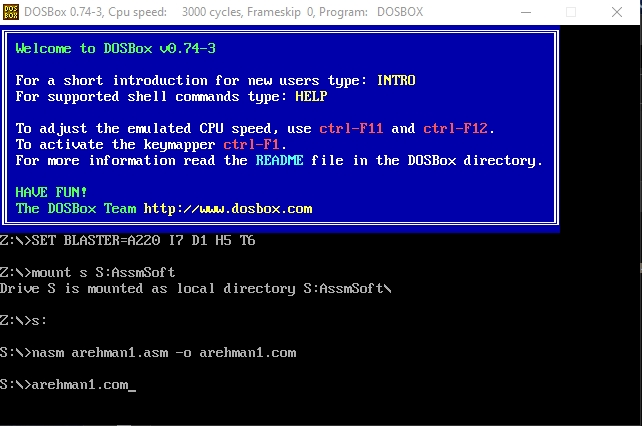 DOS
BOX
DOSBox 0.74-3, Cpu speed: 3000 cycles, Frameskip 0, Program: DOSBOX
Welcome to DOSBox v0.74-3
For a short introduction for new users type: INTRO
For supported shell commands type: HELP
To adjust the emulated CPU speed, use ctrl-F11 and ctrl-F12.
To activate the keymapper ctrl-F1.
For more information read the README file in the DOSBox directory.
HAVE FUN!
The DOSBox Team http://www.dosbox.com
Z:\>SET BLASTER=A220 I7 D1 H5 T6
Z:\>mount s S:AssmSoft
Drive S is mounted as local directory S:AssmSoft\
Z:\>s:
S:\>nasm arehman1.asm -o arehman1.com
S:\>arehman1.com_